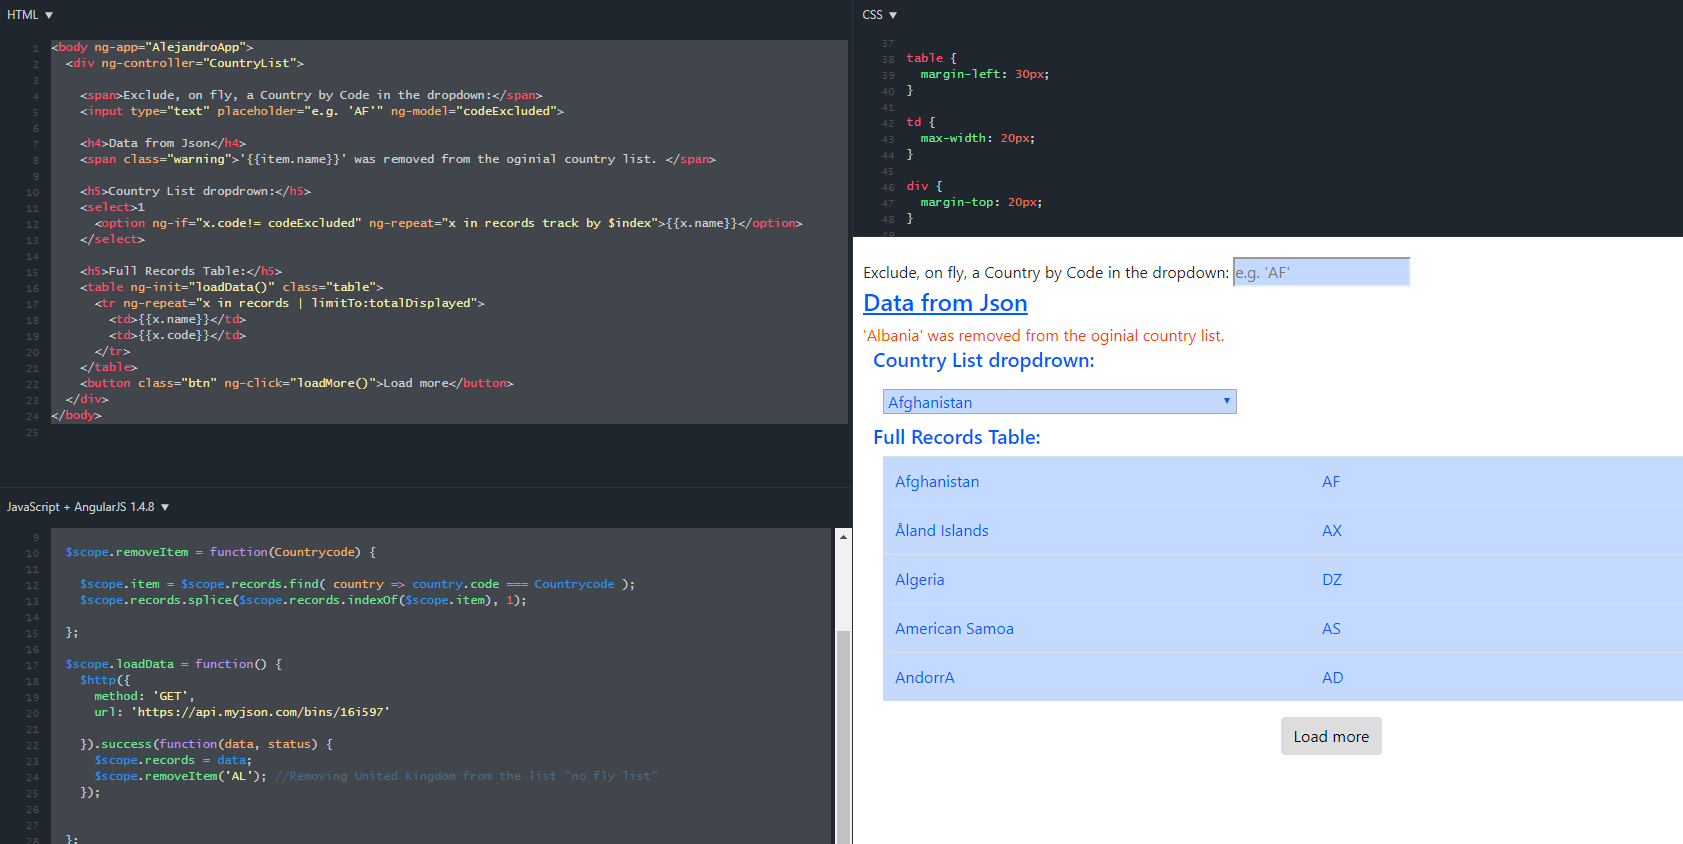 HTML ▼
1 <body ng-app="AlejandroApp">
2 <div ng-controller="CountryList">
3
4 <span>Exclude, on fly, a Country by Code in the dropdown:</span>
5 <input type="text" placeholder="e.g. 'AF'" ng-model="codeExcluded">
6
7 <h4>Data from Json</h4>
8 <span class="warning">'{{item.name}}' was removed from the oginial country list. </span>
9
10 <h5>Country List dropdrown:</h5>
11 <select>1
12 <option ng-if="x.code!= codeExcluded" ng-repeat="x in records track by $index">{{x.name}}</option>
13 </select>
14
15 <h5>Full Records Table:</h5>
16 <table ng-init="loadData()" class="table">
17 <tr ng-repeat="x in records | limitTo:totalDisplayed">
18 <td>{{x.name}}</td>
19 <td>{{x.code}}</td>
20 </tr>
21 </table>
22 <button class="btn" ng-click="loadMore()">Load more</button>
23 </div>
24 </body>
25
JavaScript + AngularJS 1.4.8 ▼
9
10 $scope.removeItem = function(Countrycode) {
11
12 $scope.item = $scope.records.find( country => country.code === Countrycode );
13 $scope.records.splice($scope.records.indexOf($scope.item), 1);
14
15 };
16
17 $scope.loadData = function() {
18 $http({
19 method: 'GET',
20 url: 'https://api.myjson.com/bins/16i597'
21
22 }).success(function(data, status) {
23 $scope.records = data;
24 $scope.removeItem('AL'); //Removing United Kingdom from the list "no fly list"
25 });
26
27
28 };
CSS ▼
37
38 table {
39 margin-left: 30px;
40 }
41
42 td {
43 max-width: 20px;
44 }
45
46 div {
47 margin-top: 20px;
48 }
49
Exclude, on fly, a Country by Code in the dropdown: e.g. 'AF'
Data from Json
'Albania' was removed from the oginial country list.
Country List dropdrown:
Afghanistan ▼
Full Records Table:
Afghanistan AF
Åland Islands AX
Algeria DZ
American Samoa AS
AndorrA AD
Load more